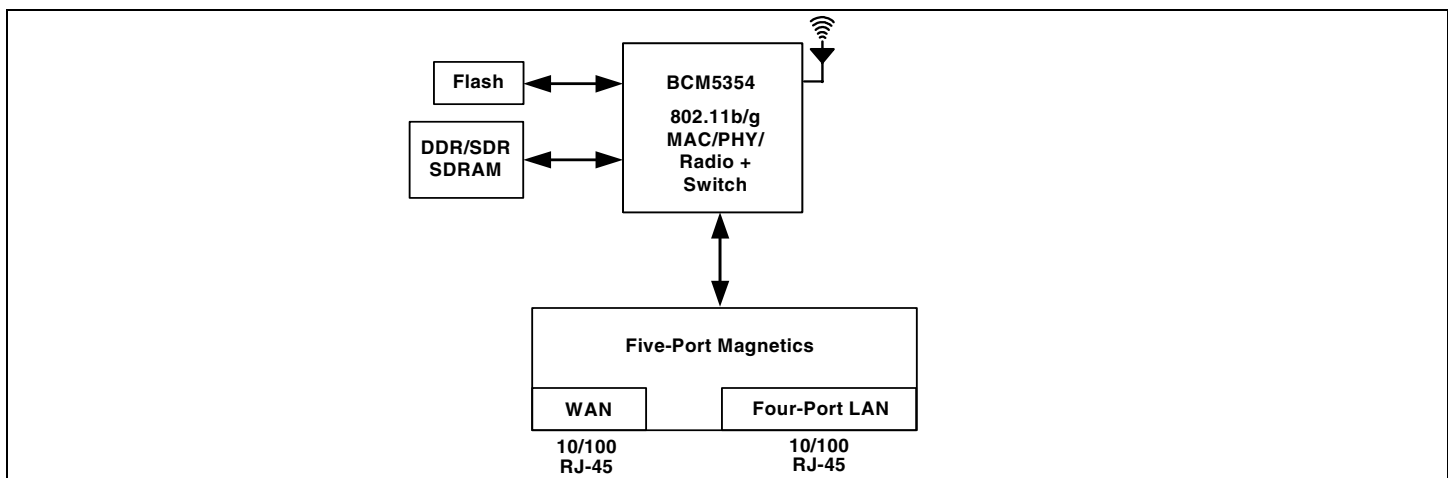 Flash
DDR/SDR
SDRAM
BCM5354
802.11b/g
MAC/PHY/
Radio +
Switch
Five-Port Magnetics
WAN
Four-Port LAN
10/100
RJ-45
10/100
RJ-45